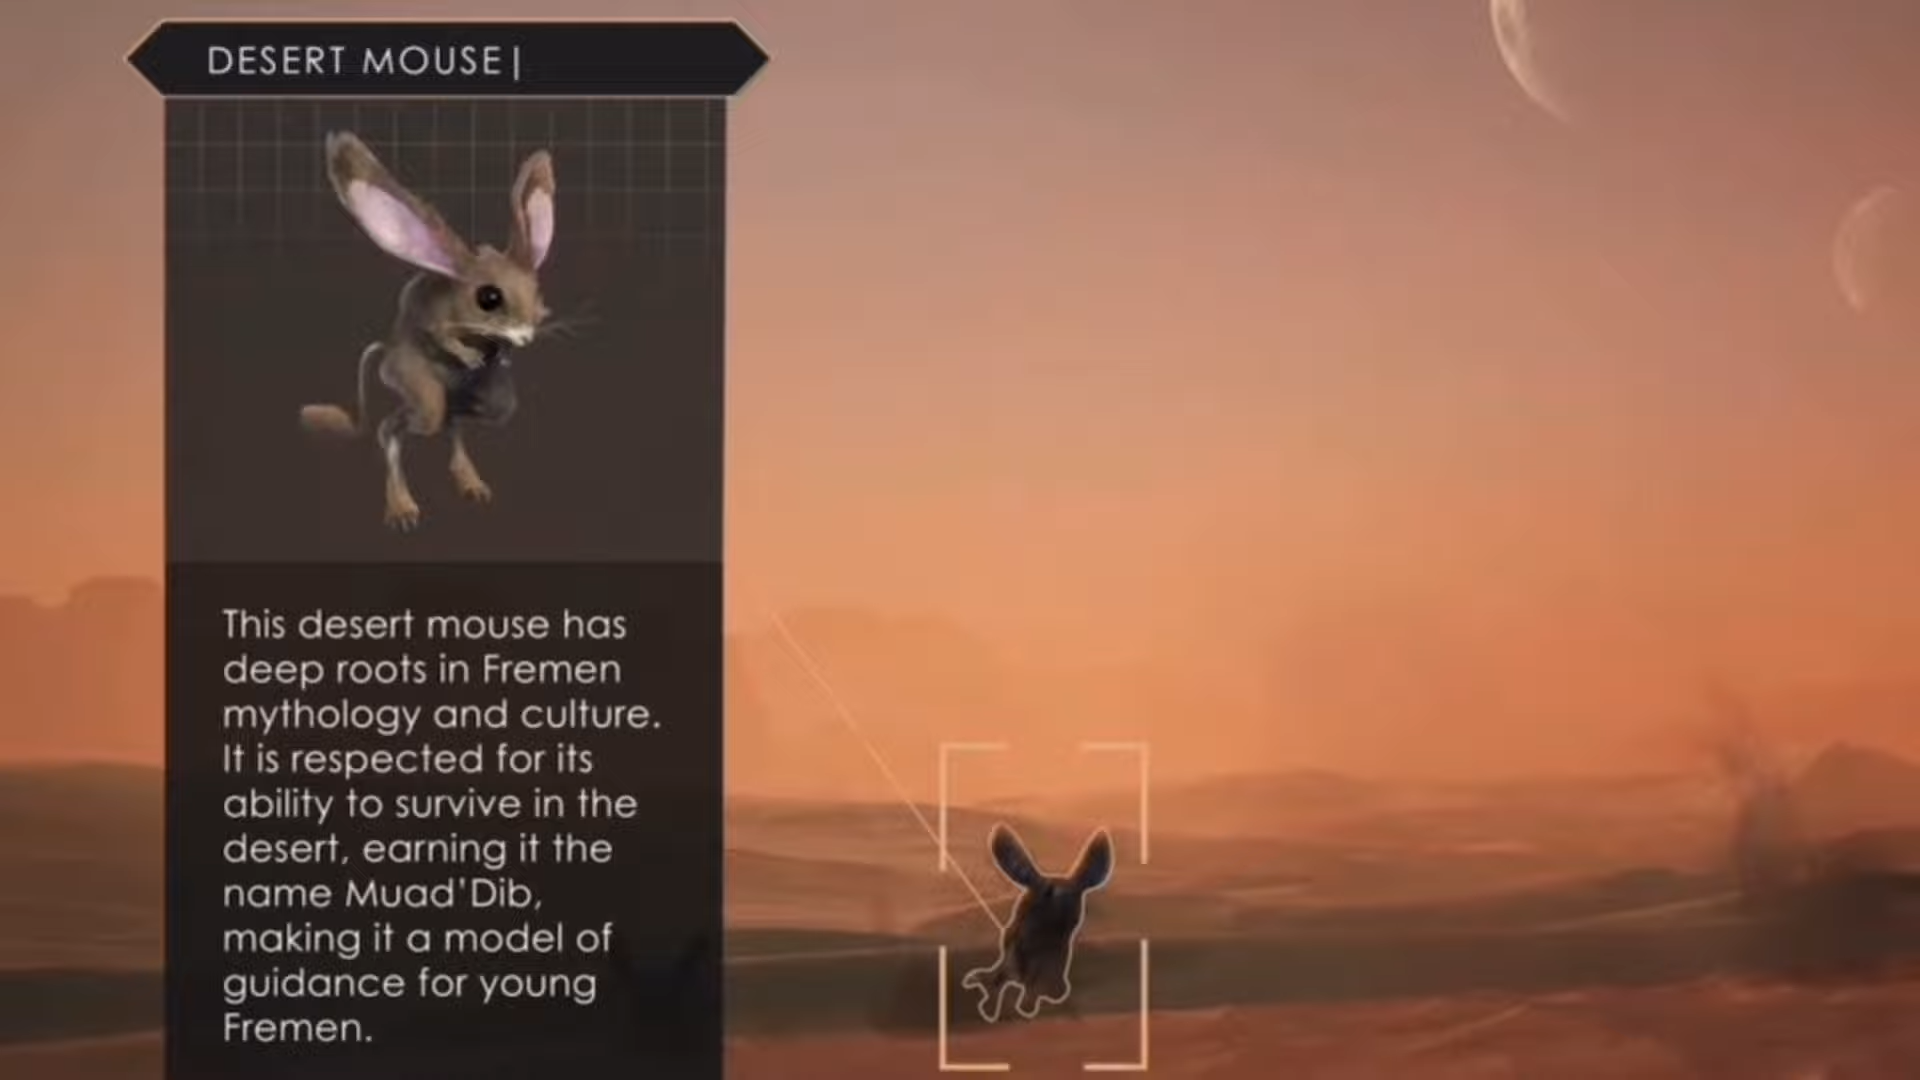 DESERT MOUSE|
This desert mouse has
deep roots in Fremen
mythology and culture.
It is respected for its
ability to survive in the
desert, earning it the
name Muad'Dib,
making it a model of
guidance for young
Fremen.